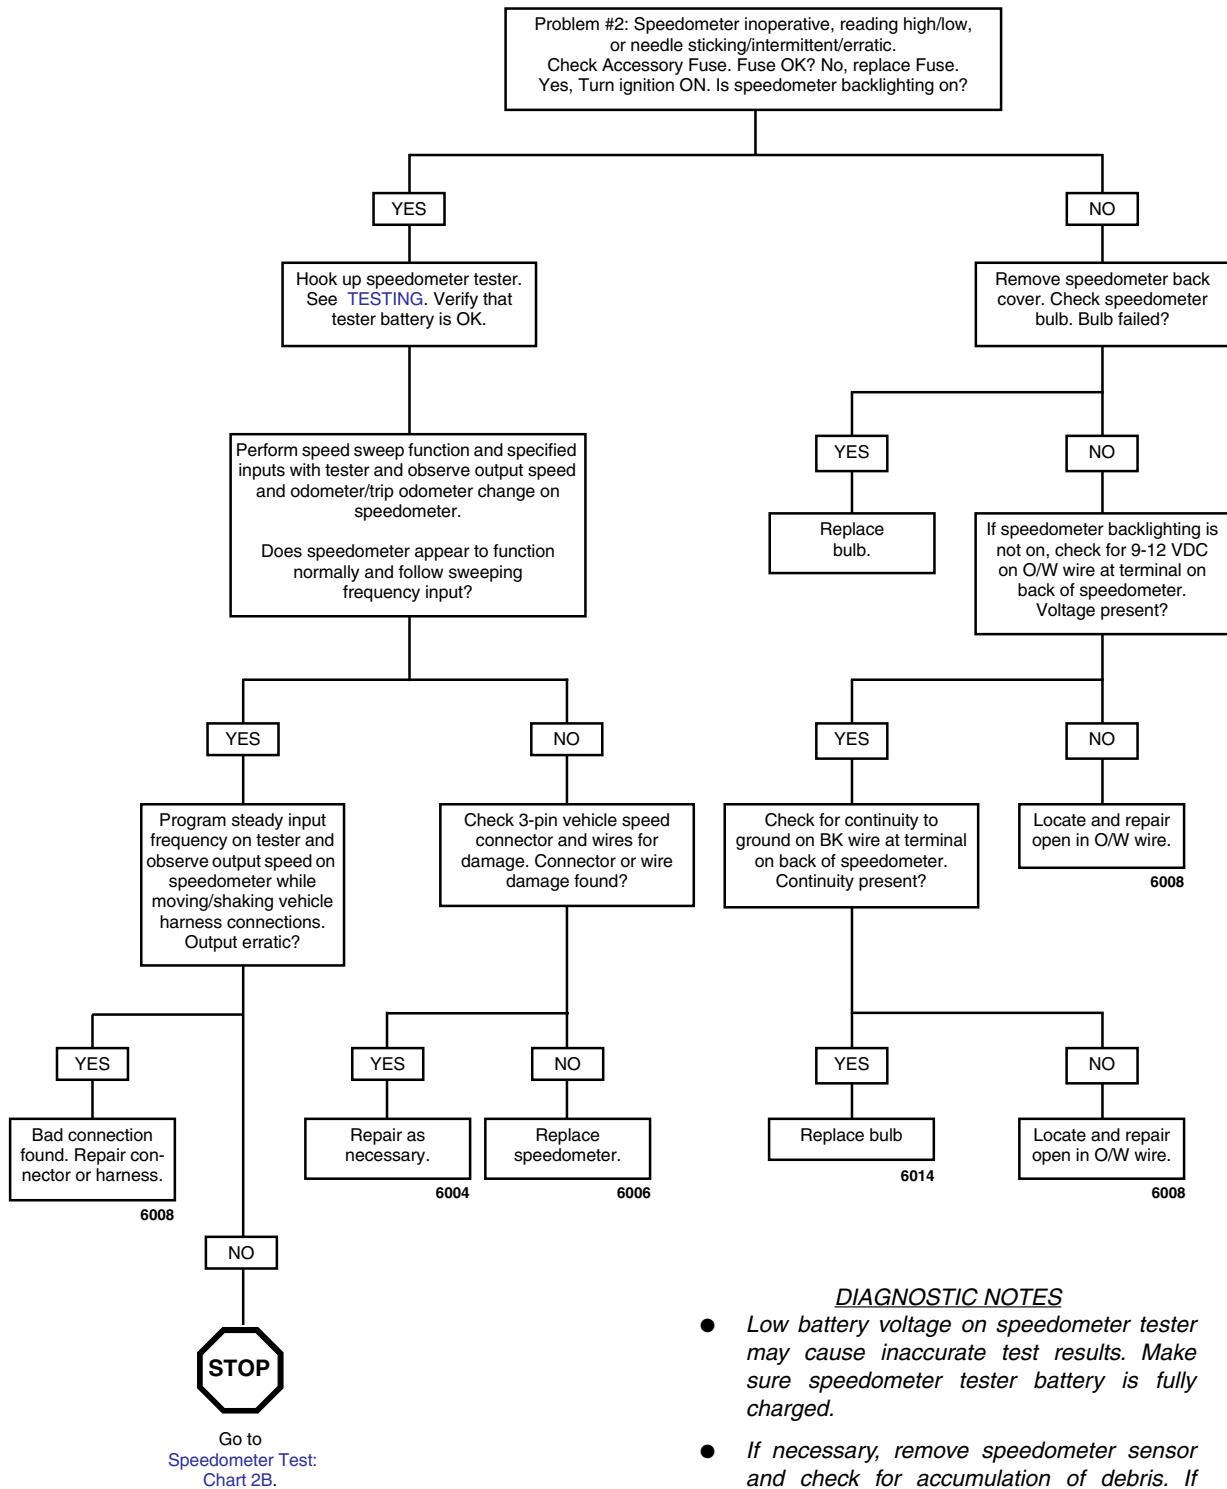 Problem #2: Speedometer inoperative, reading high/low,
or needle sticking/intermittent/erratic.
Check Accessory Fuse. Fuse OK? No, replace Fuse.
Yes, Turn ignition ON. Is speedometer backlighting on?
YES
NO
Hook up speedometer tester.
See TESTING. Verify that
tester battery is OK.
Remove speedometer back
cover. Check speedometer
bulb. Bulb failed?
Perform speed sweep function and specified
inputs with tester and observe output speed
and odometer/trip odometer change on
speedometer.
Does speedometer appear to function
normally and follow sweeping
frequency input?
YES
NO
Replace
bulb.
If speedometer backlighting is
not on, check for 9-12 VDC
on O/W wire at terminal on
back of speedometer.
Voltage present?
YES
NO
YES
NO
Program steady input
frequency on tester and
observe output speed on
speedometer while
moving/shaking vehicle
harness connections.
Output erratic?
Check 3-pin vehicle speed
connector and wires for
damage. Connector or wire
damage found?
Check for continuity to
ground on BK wire at terminal
on back of speedometer.
Continuity present?
Locate and repair
open in O/W wire.
6008
YES
YES
NO
YES
NO
Bad connection
found. Repair con-
nector or harness.
6008
Repair as
necessary.
6004
Replace
speedometer.
6006
Replace bulb
6014
Locate and repair
open in O/W wire.
6008
NO
STOP
Go to
Speedometer Test:
Chart 2B.
DIAGNOSTIC NOTES
● Low battery voltage on speedometer tester
may cause inaccurate test results. Make
sure speedometer tester battery is fully
charged.
● If necessary, remove speedometer sensor
and check for accumulation of debris. If